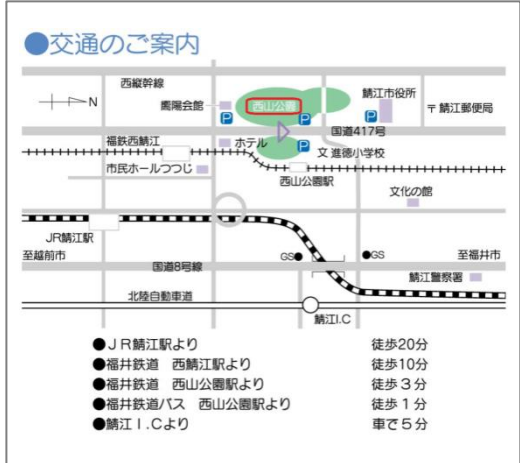 ●交通のご案内
西縦幹線
N
嚮陽会館
西山公園
鯖江市役所
〒鯖江郵便局
P
P
P
国道417号
福鉄西鯖江
ホテル
文 進徳小学校
P
市民ホールつつじ
西山公園駅
文化の館
JR鯖江駅
至越前市
GS●
●GS
至福井市
国道8号線
鯖江警察署
北陸自動車道
鯖江I.C
●JR鯖江駅より 徒歩20分
●福井鉄道 西鯖江駅より 徒歩10分
●福井鉄道 西山公園駅より 徒歩3分
●福井鉄道バス 西山公園駅より 徒歩1分
●鯖江I.Cより 車で5分